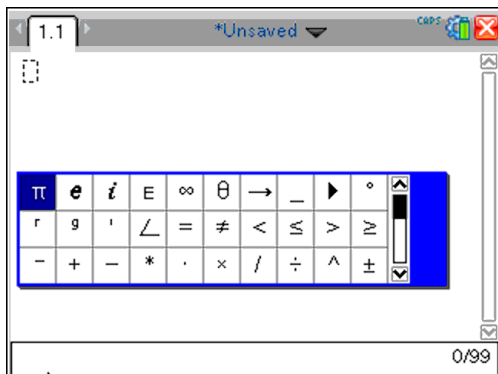 1.1
*Unsaved
CAPS
π e i E ∞ θ → _ ▶ °
r g ' ∠ = ≠ < ≤ > ≥
⁻ + − * · × / ÷ ^ ±
0/99